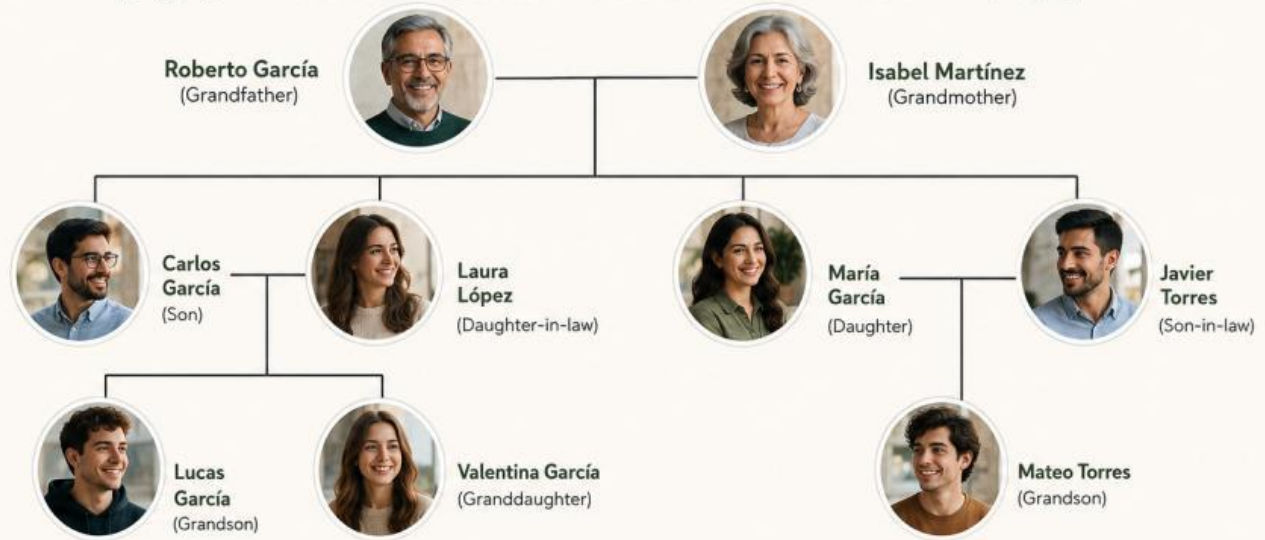 Roberto García
(Grandfather)
Isabel Martínez
(Grandmother)
Carlos
García
(Son)
Laura
López
(Daughter-in-law)
María
García
(Daughter)
Javier
Torres
(Son-in-law)
Lucas
García
(Grandson)
Valentina García
(Granddaughter)
Mateo Torres
(Grandson)